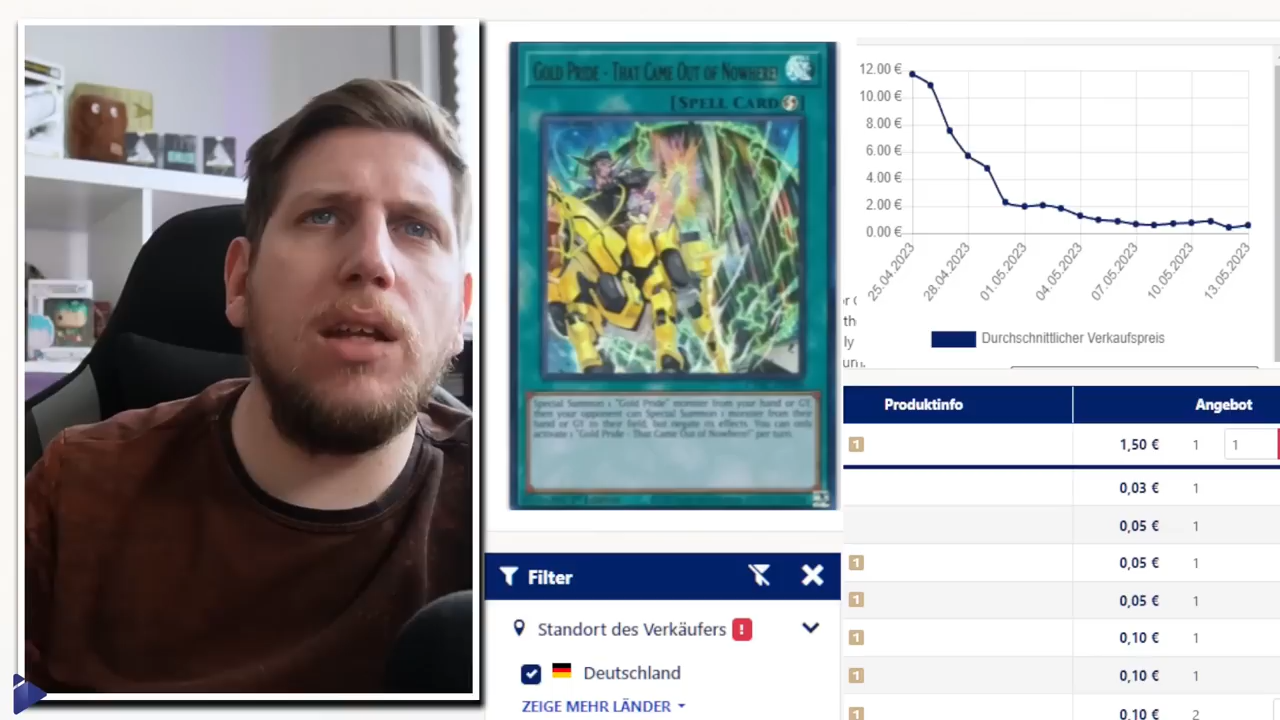 GOLD PRIDE - THAT CAME OUT OF NOWHERE!
[SPELL CARD]
Special Summon 1 "Gold Pride" monster from your hand or GY,
then your opponent can Special Summon 1 monster from their
hand or GY to their field, but negate its effects. You can only
activate 1 "Gold Pride - That Came Out of Nowhere!" per turn.
12.00 €
10.00 €
8.00 €
6.00 €
4.00 €
2.00 €
0.00 €
25.04.2023
28.04.2023
01.05.2023
04.05.2023
07.05.2023
10.05.2023
13.05.2023
Durchschnittlicher Verkaufspreis
Filter
Standort des Verkäufers !
Deutschland
ZEIGE MEHR LÄNDER
Produktinfo Angebot
1 1,50 € 1 1
0,03 € 1
0,05 € 1
1 0,05 € 1
1 0,05 € 1
1 0,10 € 1
1 0,10 € 1
1 0,10 € 2